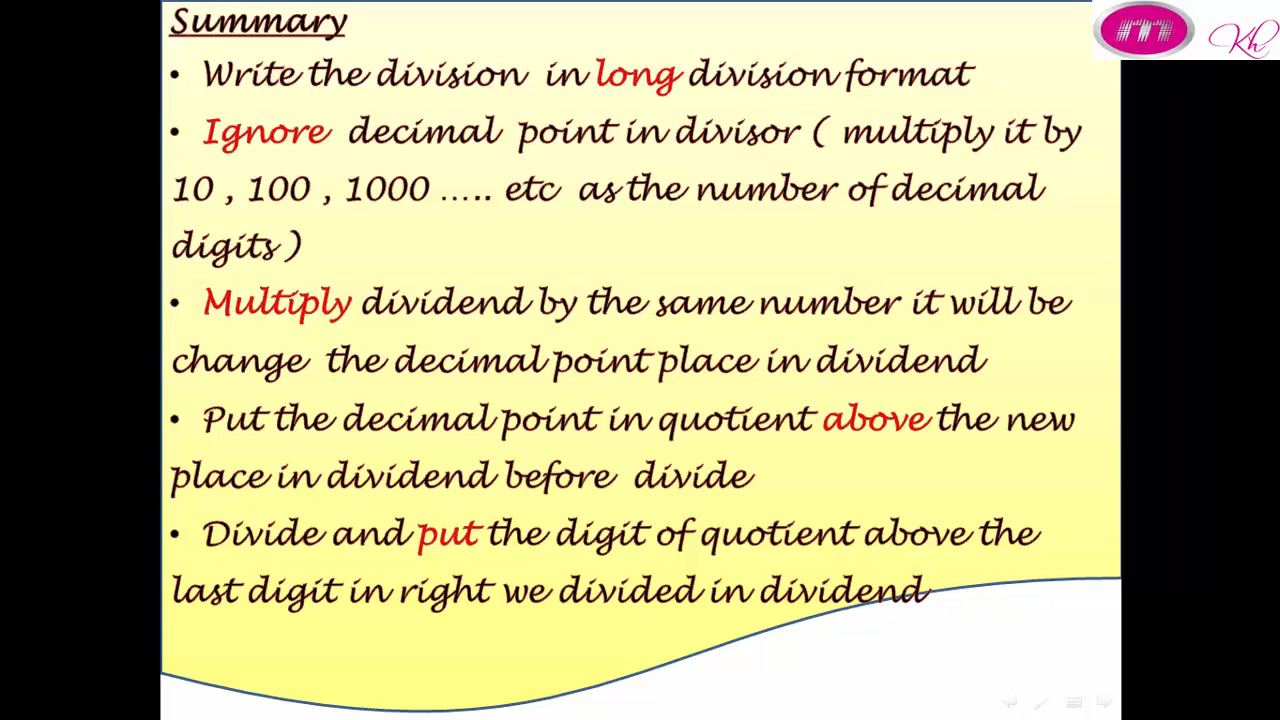 Summary
• Write the division in long division format
• Ignore decimal point in divisor ( multiply it by
10 , 100 , 1000 ..... etc as the number of decimal
digits )
• Multiply dividend by the same number it will be
change the decimal point place in dividend
• Put the decimal point in quotient above the new
place in dividend before divide
• Divide and put the digit of quotient above the
last digit in right we divided in dividend
m
Kh